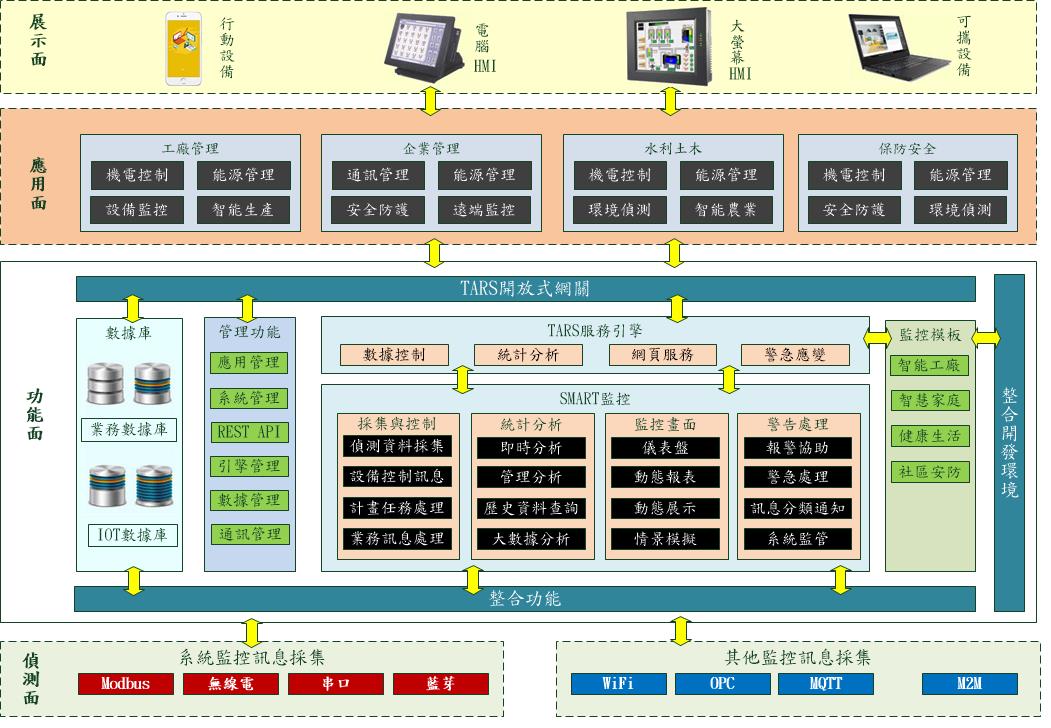 展示面
行動設備
電腦HMI
大螢幕HMI
可攜設備
應用面
工廠管理
機電控制
能源管理
設備監控
智能生產
企業管理
通訊管理
能源管理
安全防護
遠端監控
水利土木
機電控制
能源管理
環境偵測
智能農業
保防安全
機電控制
能源管理
安全防護
環境偵測
功能面
TARS開放式網關
數據庫
業務數據庫
IOT數據庫
管理功能
應用管理
系統管理
REST API
引擎管理
數據管理
通訊管理
TARS服務引擎
數據控制
統計分析
網頁服務
警急應變
SMART監控
採集與控制
偵測資料採集
設備控制訊息
計畫任務處理
業務訊息處理
統計分析
即時分析
管理分析
歷史資料查詢
大數據分析
監控畫面
儀表盤
動態報表
動態展示
情景模擬
警告處理
報警協助
警急處理
訊息分類通知
系統監管
監控模板
智能工廠
智慧家庭
健康生活
社區安防
整合開發環境
整合功能
偵測面
系統監控訊息採集
Modbus
無線電
串口
藍芽
其他監控訊息採集
WiFi
OPC
MQTT
M2M